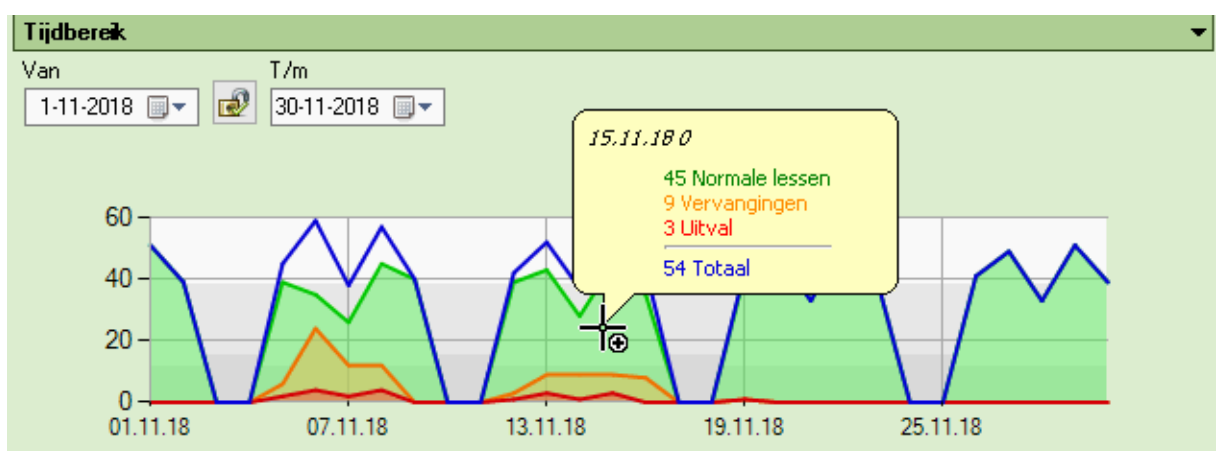 Tijdbereik
Van T/m
1-11-2018 30-11-2018
15.11.18 0
45 Normale lessen
9 Vervangingen
3 Uitval
54 Totaal
60
40
20
0
01.11.18 07.11.18 13.11.18 19.11.18 25.11.18